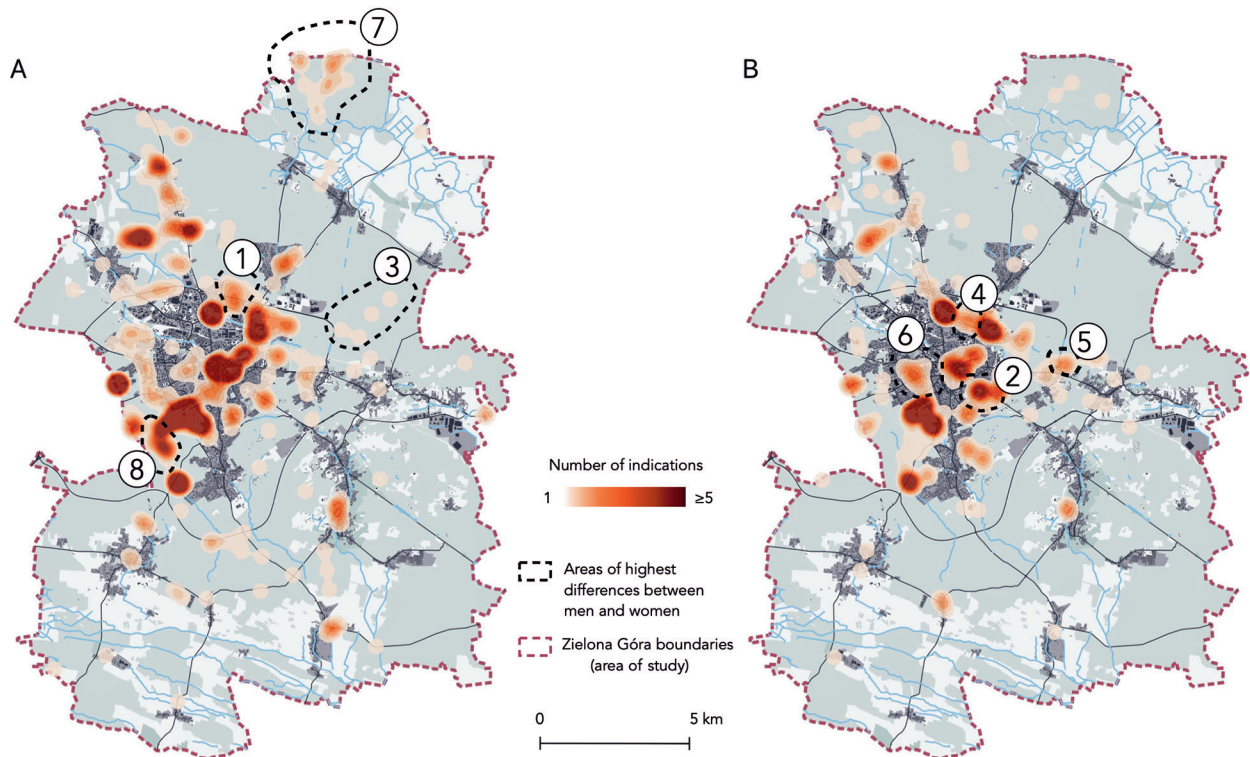 A
7
B
1
3
4
6
5
2
8
Number of indications
1
≥5
Areas of highest
differences between
men and women
Zielona Góra boundaries
(area of study)
0
5 km